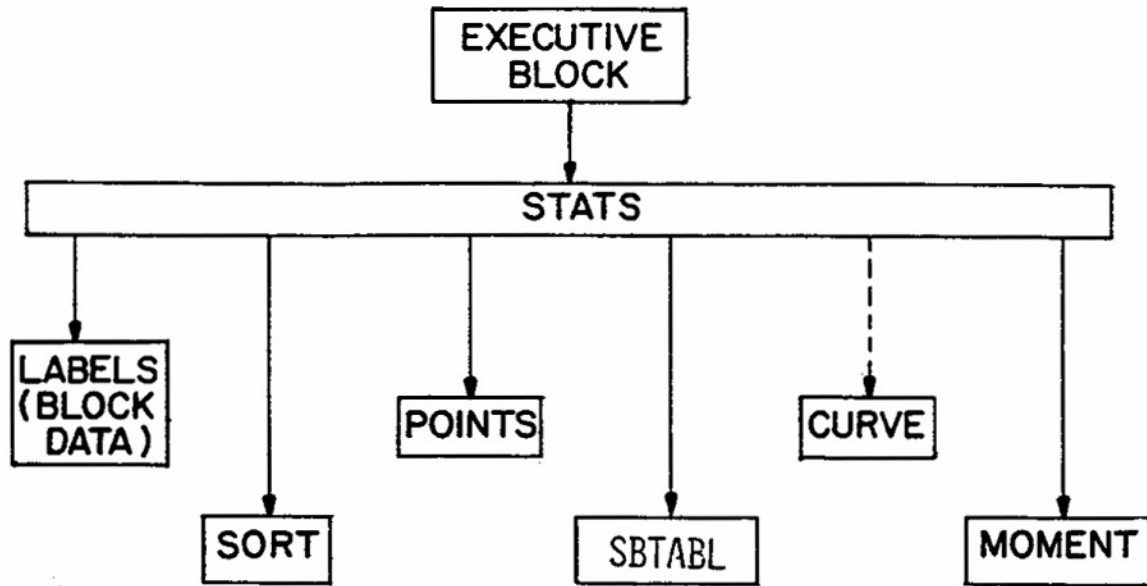 EXECUTIVE
BLOCK
STATS
LABELS
(BLOCK
DATA)
POINTS
CURVE
SORT
SBTABL
MOMENT